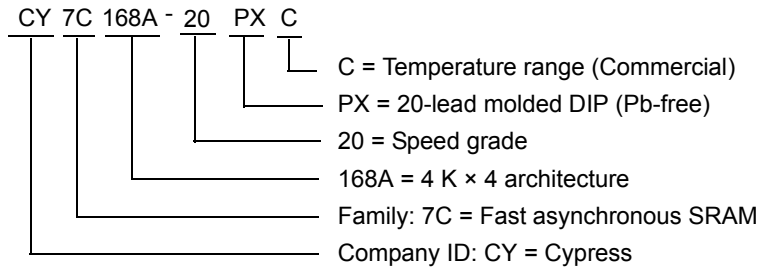 CY 7C 168A - 20 PX C
C = Temperature range (Commercial)
PX = 20-lead molded DIP (Pb-free)
20 = Speed grade
168A = 4 K × 4 architecture
Family: 7C = Fast asynchronous SRAM
Company ID: CY = Cypress